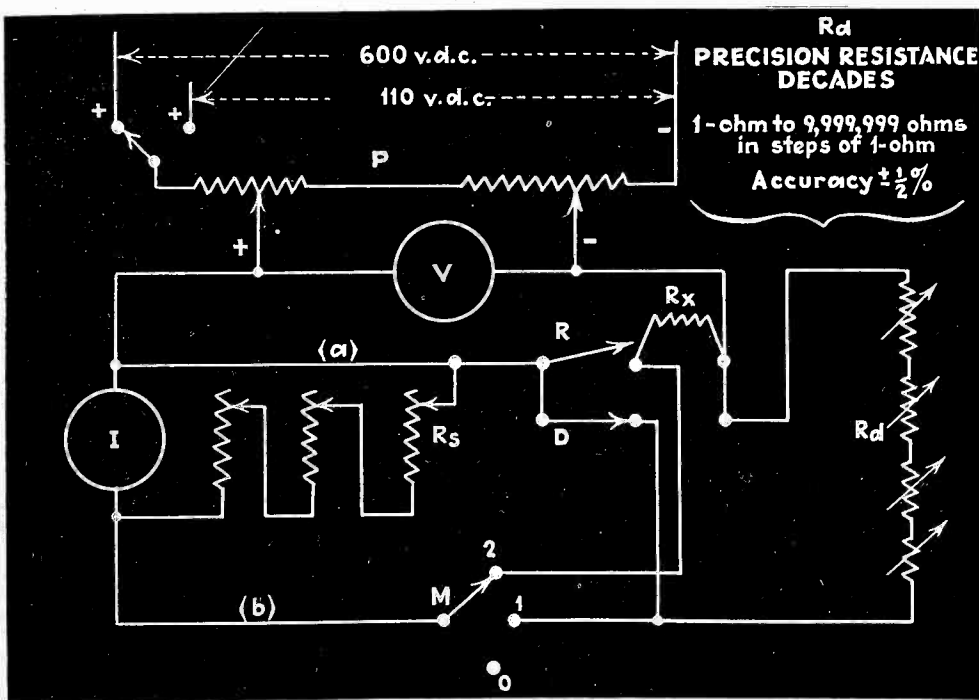 600 v.d.c.
110 v.d.c.
+
+
-
P
+
-
V
Rd
PRECISION RESISTANCE
DECADES
1-ohm to 9,999,999 ohms
in steps of 1-ohm
Accuracy ± ½ %
(a)
R
Rx
I
Rs
D
Rd
2
M
1
(b)
0